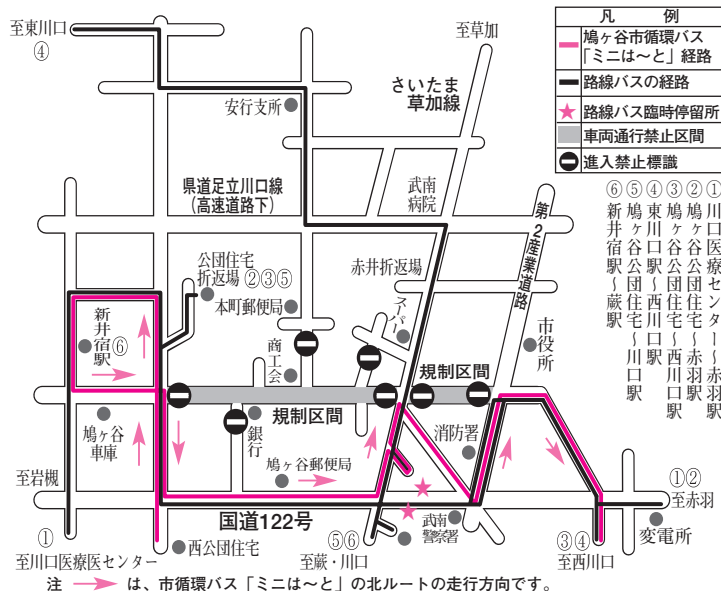 至東川口
④
至草加
さいたま
草加線
安行支所
県道足立川口線
(高速道路下)
武南
病院
第2産業道路
公団住宅
折返場②③⑤
赤井折返場
本町郵便局
スーパー
新井宿駅
⑥
商工会
市役所
規制区間
規制区間
鳩ヶ谷
車庫
銀行
消防署
鳩ヶ谷郵便局
至岩槻
①②
至赤羽
国道122号
武南
警察署
変電所
①
至川口医療医センター
西公団住宅
⑤⑥
至蕨・川口
③④
至西川口
注 → は、市循環バス「ミニは〜と」の北ルートの走行方向です。
凡例
鳩ヶ谷市循環バス
「ミニは〜と」経路
路線バスの経路
路線バス臨時停留所
車両通行禁止区間
進入禁止標識
①川口医療センター〜赤羽駅
②鳩ヶ谷公団住宅〜赤羽駅
③鳩ヶ谷公団住宅〜西川口駅
④東川口駅〜西川口駅
⑤鳩ヶ谷公団住宅〜川口駅
⑥新井宿駅〜蕨駅